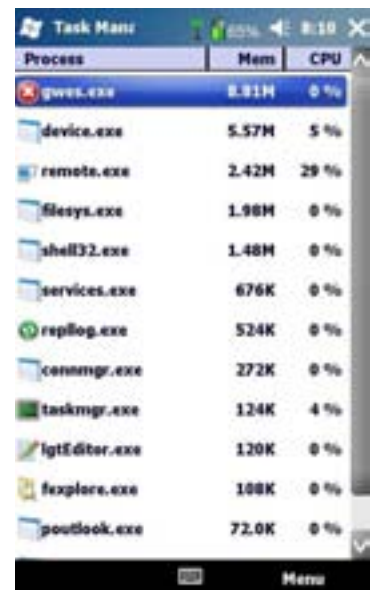 Task Mana 65% 8:10
Process Mem CPU
gwes.exe 8.81M 0 %
device.exe 5.57M 5 %
remote.exe 2.42M 29 %
filesys.exe 1.98M 0 %
shell32.exe 1.48M 0 %
services.exe 676K 0 %
repllog.exe 524K 0 %
connmgr.exe 272K 0 %
taskmgr.exe 124K 4 %
lgtEditor.exe 120K 0 %
fexplore.exe 108K 0 %
poutlook.exe 72.0K 0 %
Menu